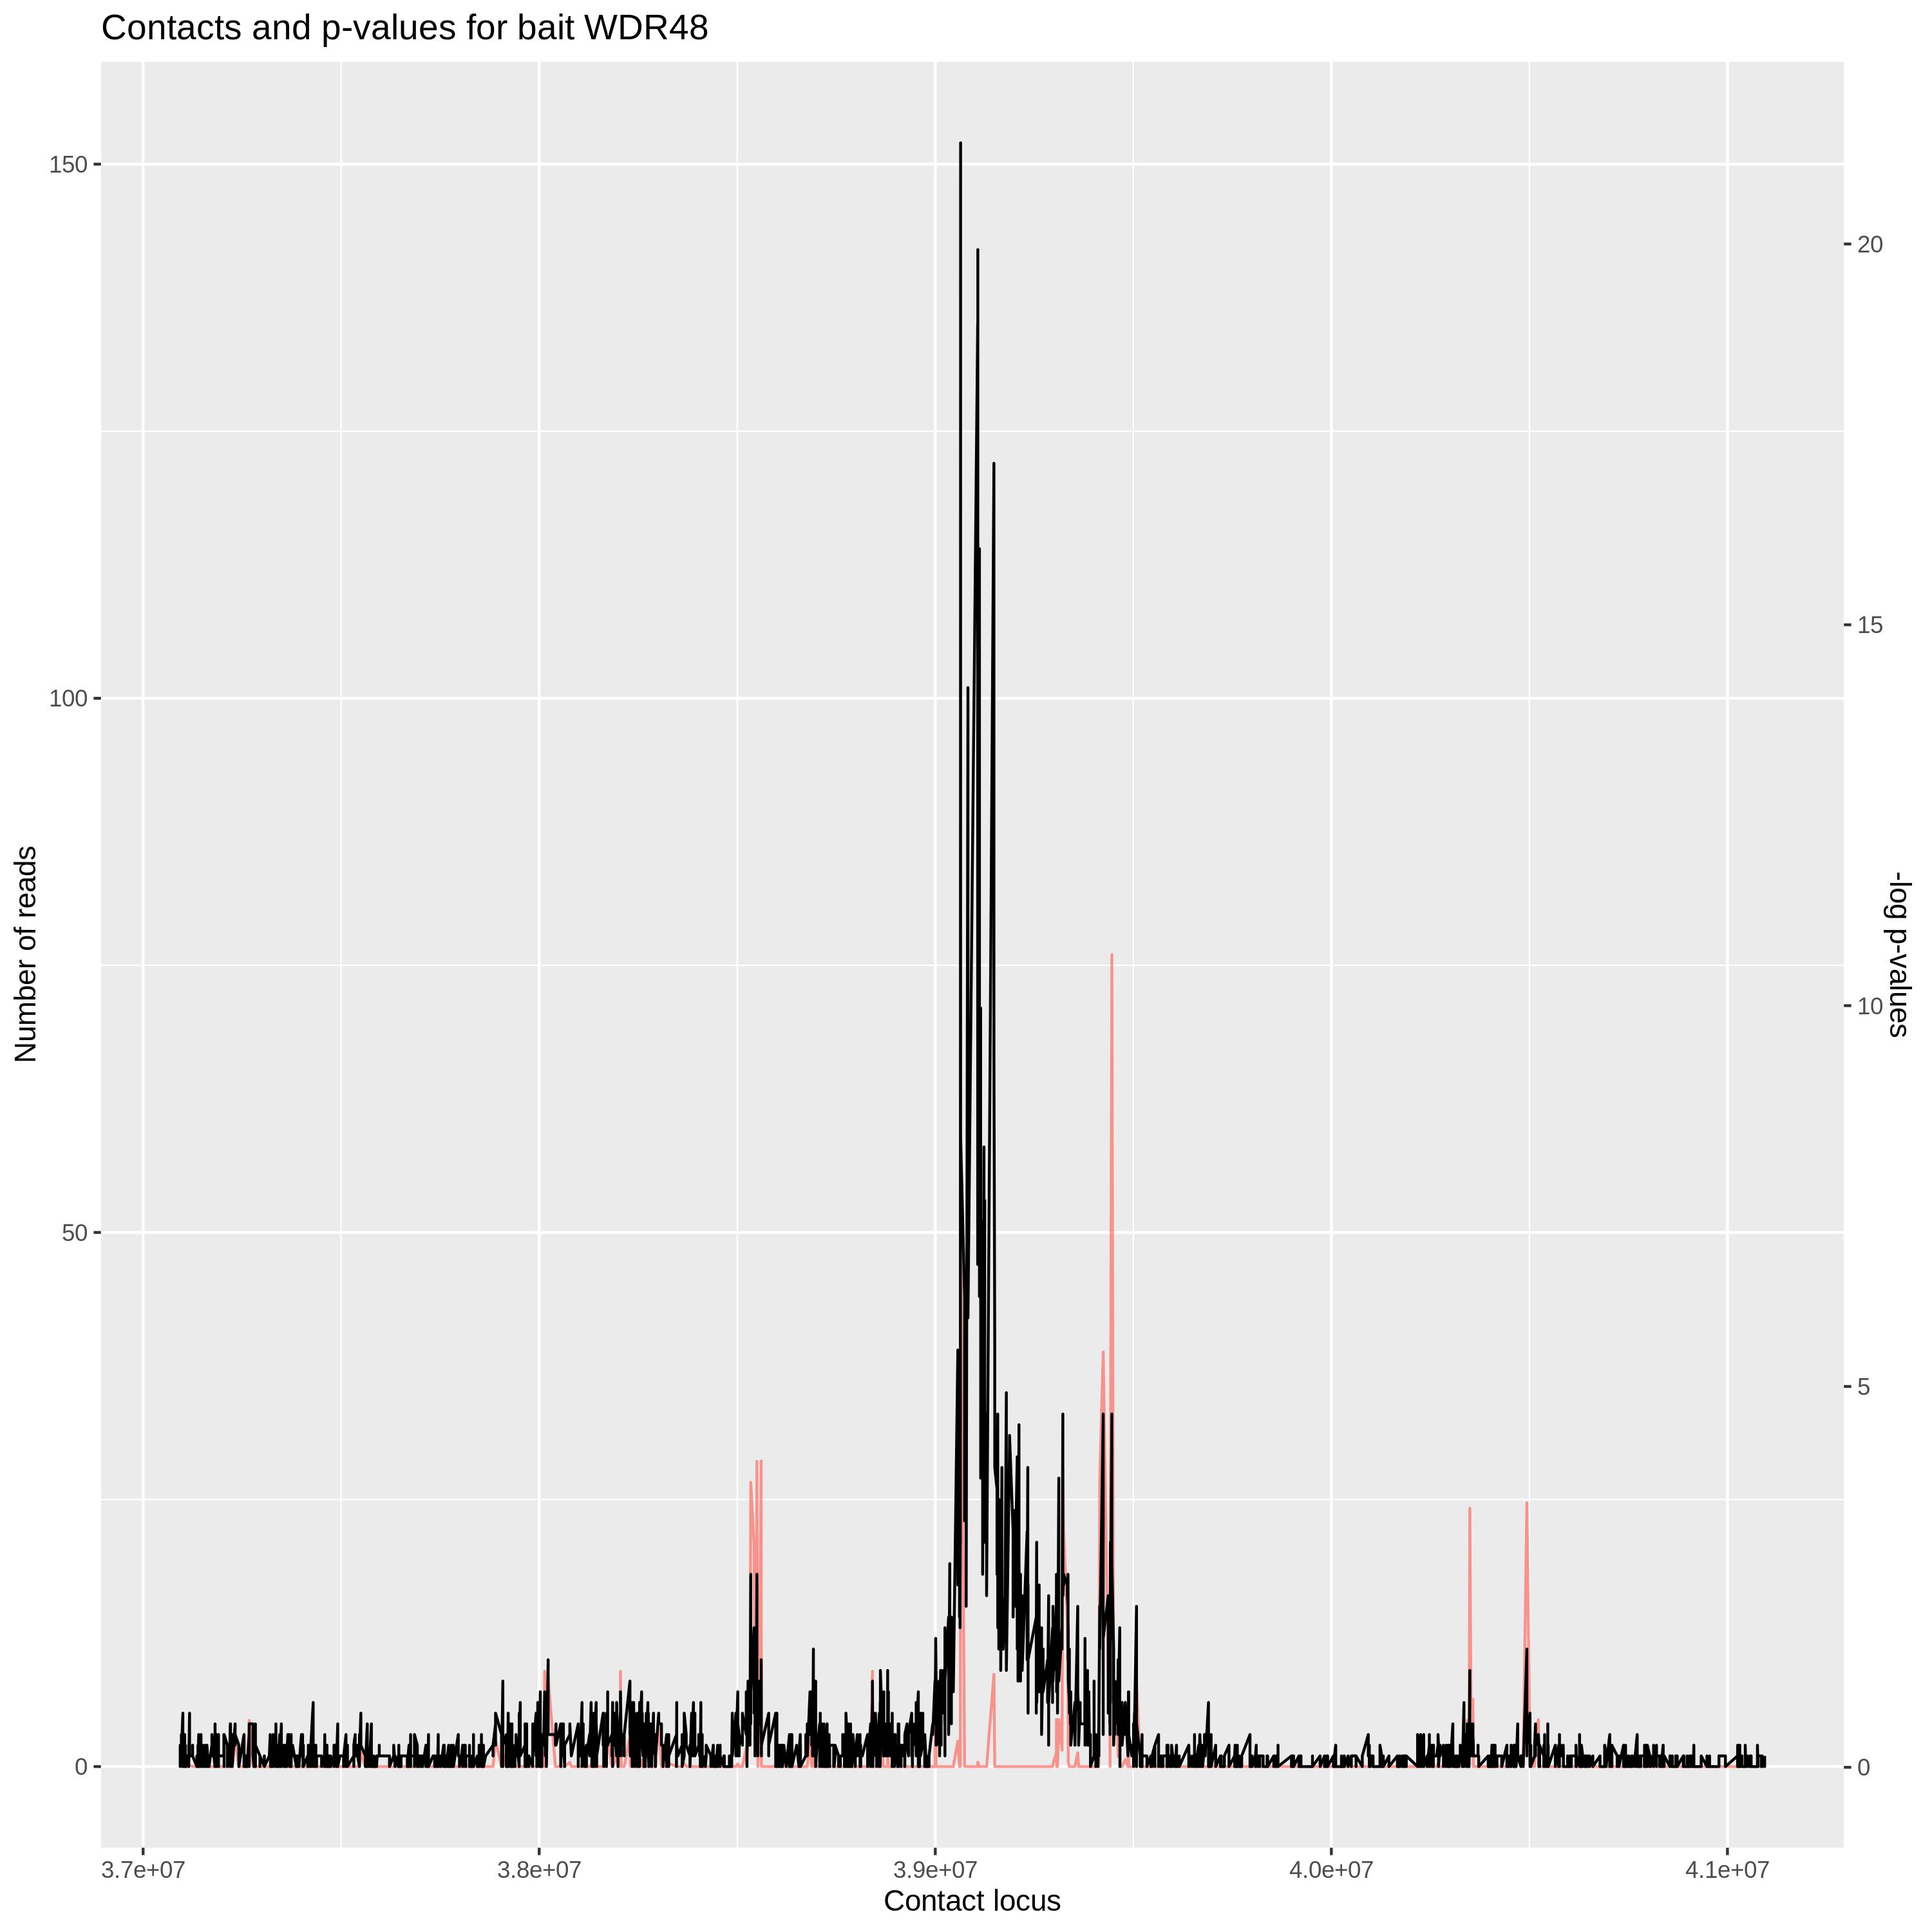 Contacts and p-values for bait WDR48
150
100
50
0
Number of reads
20
15
10
5
0
-log p-values
3.7e+07 3.8e+07 3.9e+07 4.0e+07 4.1e+07
Contact locus